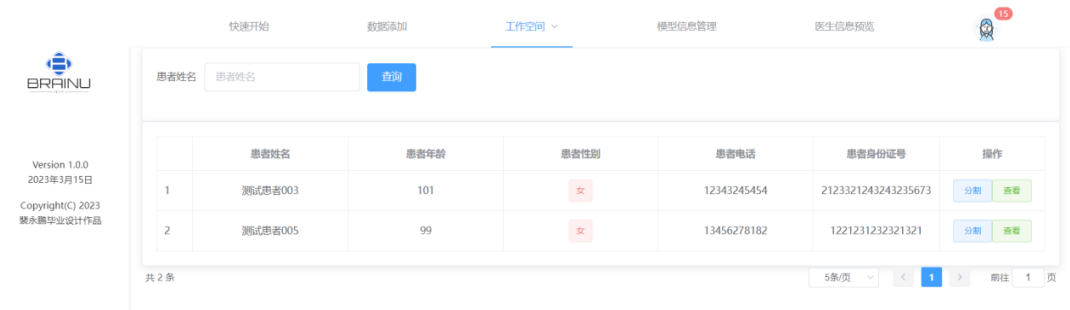 快速开始 数据添加 工作空间 模型信息管理 医生信息预览 15
BRAINU
患者姓名 患者姓名 查询
患者姓名 患者年龄 患者性别 患者电话 患者身份证号 操作
1 测试患者003 101 女 12343245454 2123321243243235673 分割 查看
2 测试患者005 99 女 13456278182 1221231232321321 分割 查看
Version 1.0.0
2023年3月15日
Copyright(C) 2023
裴永鹏毕业设计作品
共 2 条 5条/页 < 1 > 前往 1 页